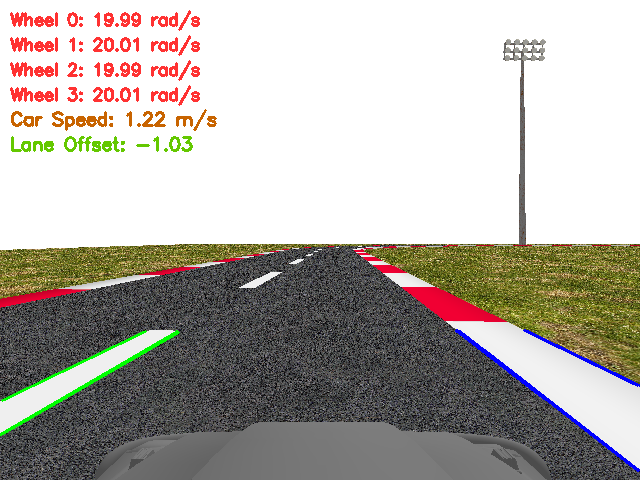 Wheel 0: 19.99 rad/s
Wheel 1: 20.01 rad/s
Wheel 2: 19.99 rad/s
Wheel 3: 20.01 rad/s
Car Speed: 1.22 m/s
Lane Offset: -1.03